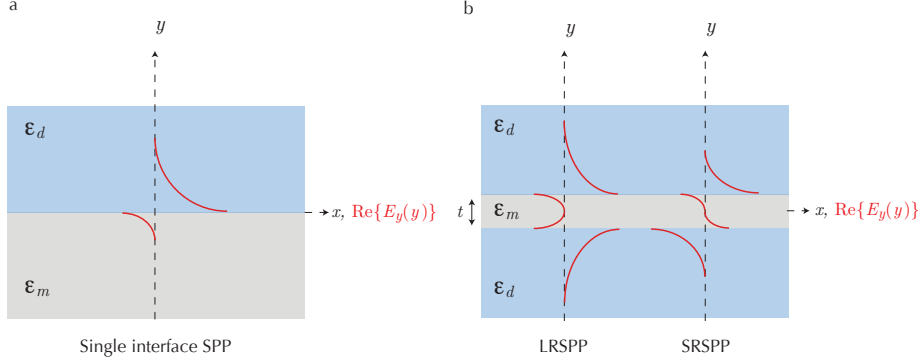 a
y
ε_d
x, Re{E_y(y)}
ε_m
Single interface SPP
b
y
y
ε_d
t
ε_m
x, Re{E_y(y)}
ε_d
LRSPP
SRSPP